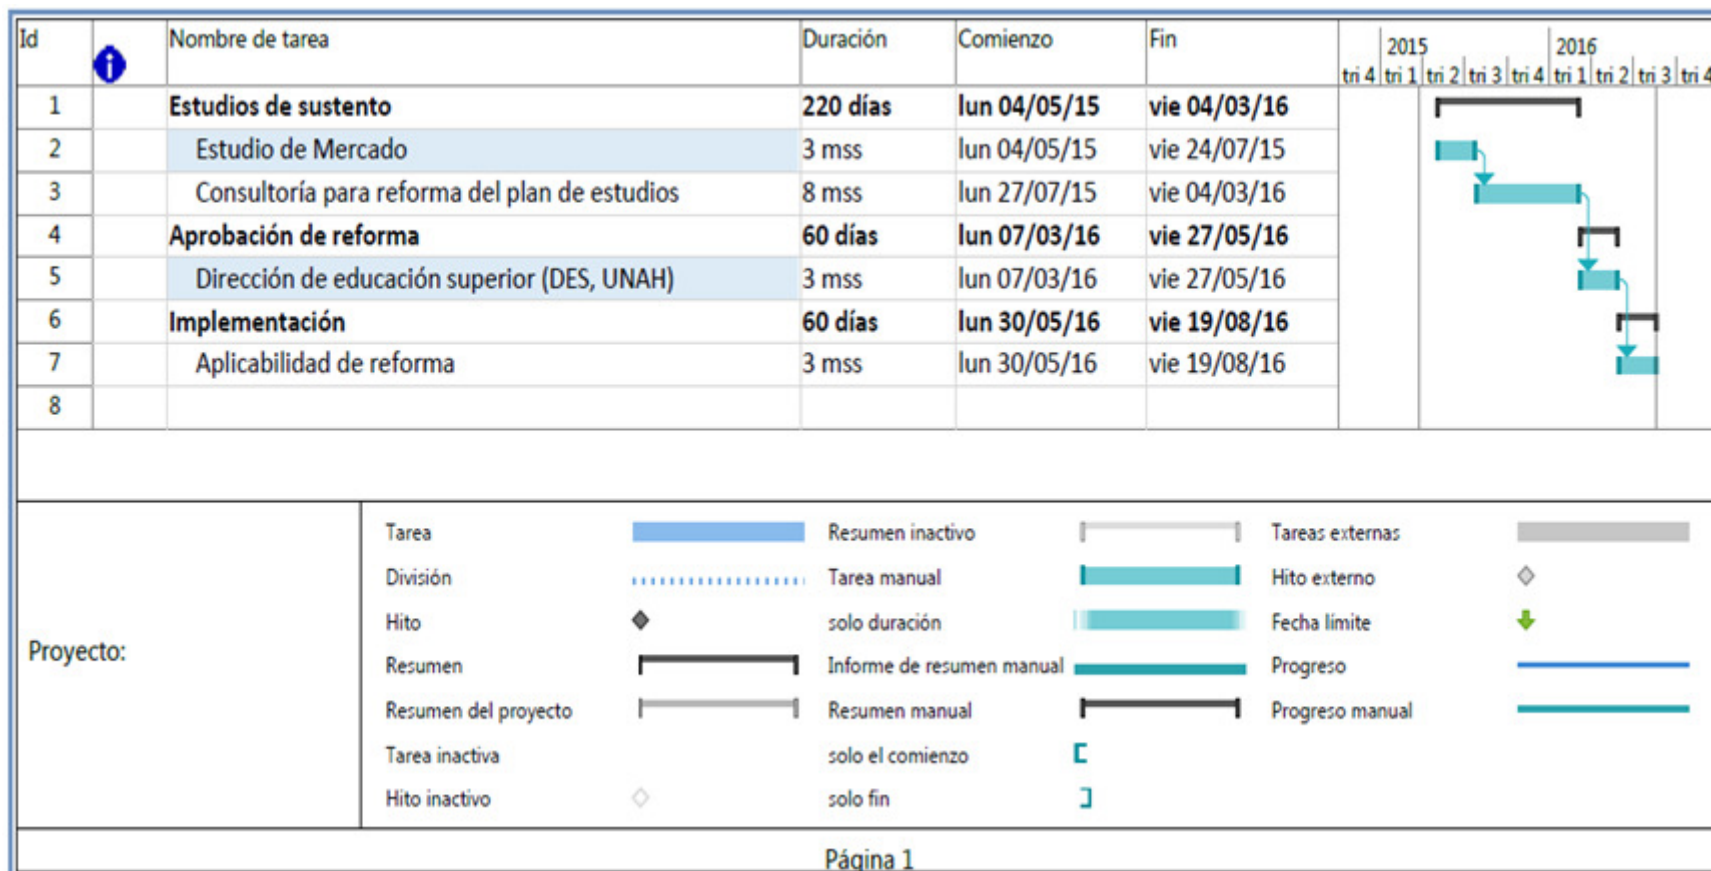 Id Nombre de tarea Duración Comienzo Fin 2015 2016
tri 4 tri 1 tri 2 tri 3 tri 4 tri 1 tri 2 tri 3 tri 4
1 Estudios de sustento 220 días lun 04/05/15 vie 04/03/16
2 Estudio de Mercado 3 mss lun 04/05/15 vie 24/07/15
3 Consultoría para reforma del plan de estudios 8 mss lun 27/07/15 vie 04/03/16
4 Aprobación de reforma 60 días lun 07/03/16 vie 27/05/16
5 Dirección de educación superior (DES, UNAH) 3 mss lun 07/03/16 vie 27/05/16
6 Implementación 60 días lun 30/05/16 vie 19/08/16
7 Aplicabilidad de reforma 3 mss lun 30/05/16 vie 19/08/16
8
Proyecto:
Tarea Resumen inactivo Tareas externas
División Tarea manual Hito externo
Hito solo duración Fecha límite
Resumen Informe de resumen manual Progreso
Resumen del proyecto Resumen manual Progreso manual
Tarea inactiva solo el comienzo
Hito inactivo solo fin
Página 1